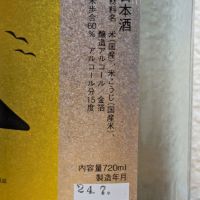 日本酒
原材料名 米(国産)、米こうじ(国産米)、
醸造アルコール/金箔
精米歩合60% アルコール分15度
内容量720ml
製造年月
24.7